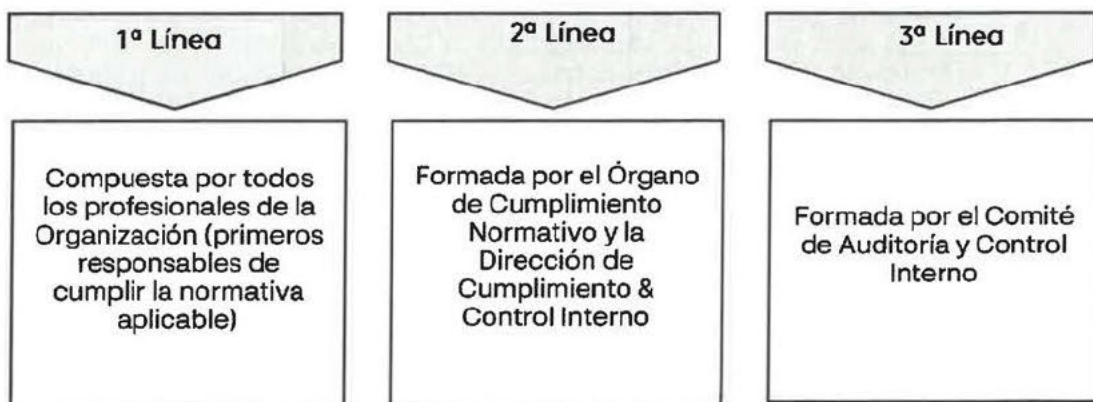 1ª Línea
Compuesta por todos
los profesionales de la
Organización (primeros
responsables de
cumplir la normativa
aplicable)
2ª Línea
Formada por el Órgano
de Cumplimiento
Normativo y la
Dirección de
Cumplimiento &
Control Interno
3ª Línea
Formada por el Comité
de Auditoría y Control
Interno